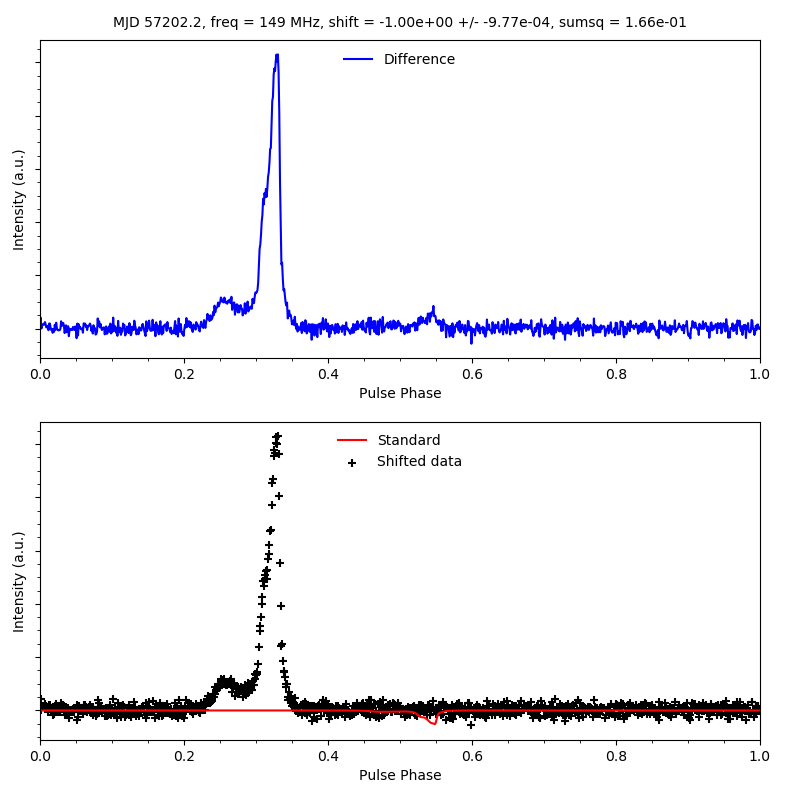 MJD 57202.2, freq = 149 MHz, shift = -1.00e+00 +/- -9.77e-04, sumsq = 1.66e-01
Difference
Intensity (a.u.)
0.0 0.2 0.4 0.6 0.8 1.0
Pulse Phase
Standard
Shifted data
Intensity (a.u.)
0.0 0.2 0.4 0.6 0.8 1.0
Pulse Phase